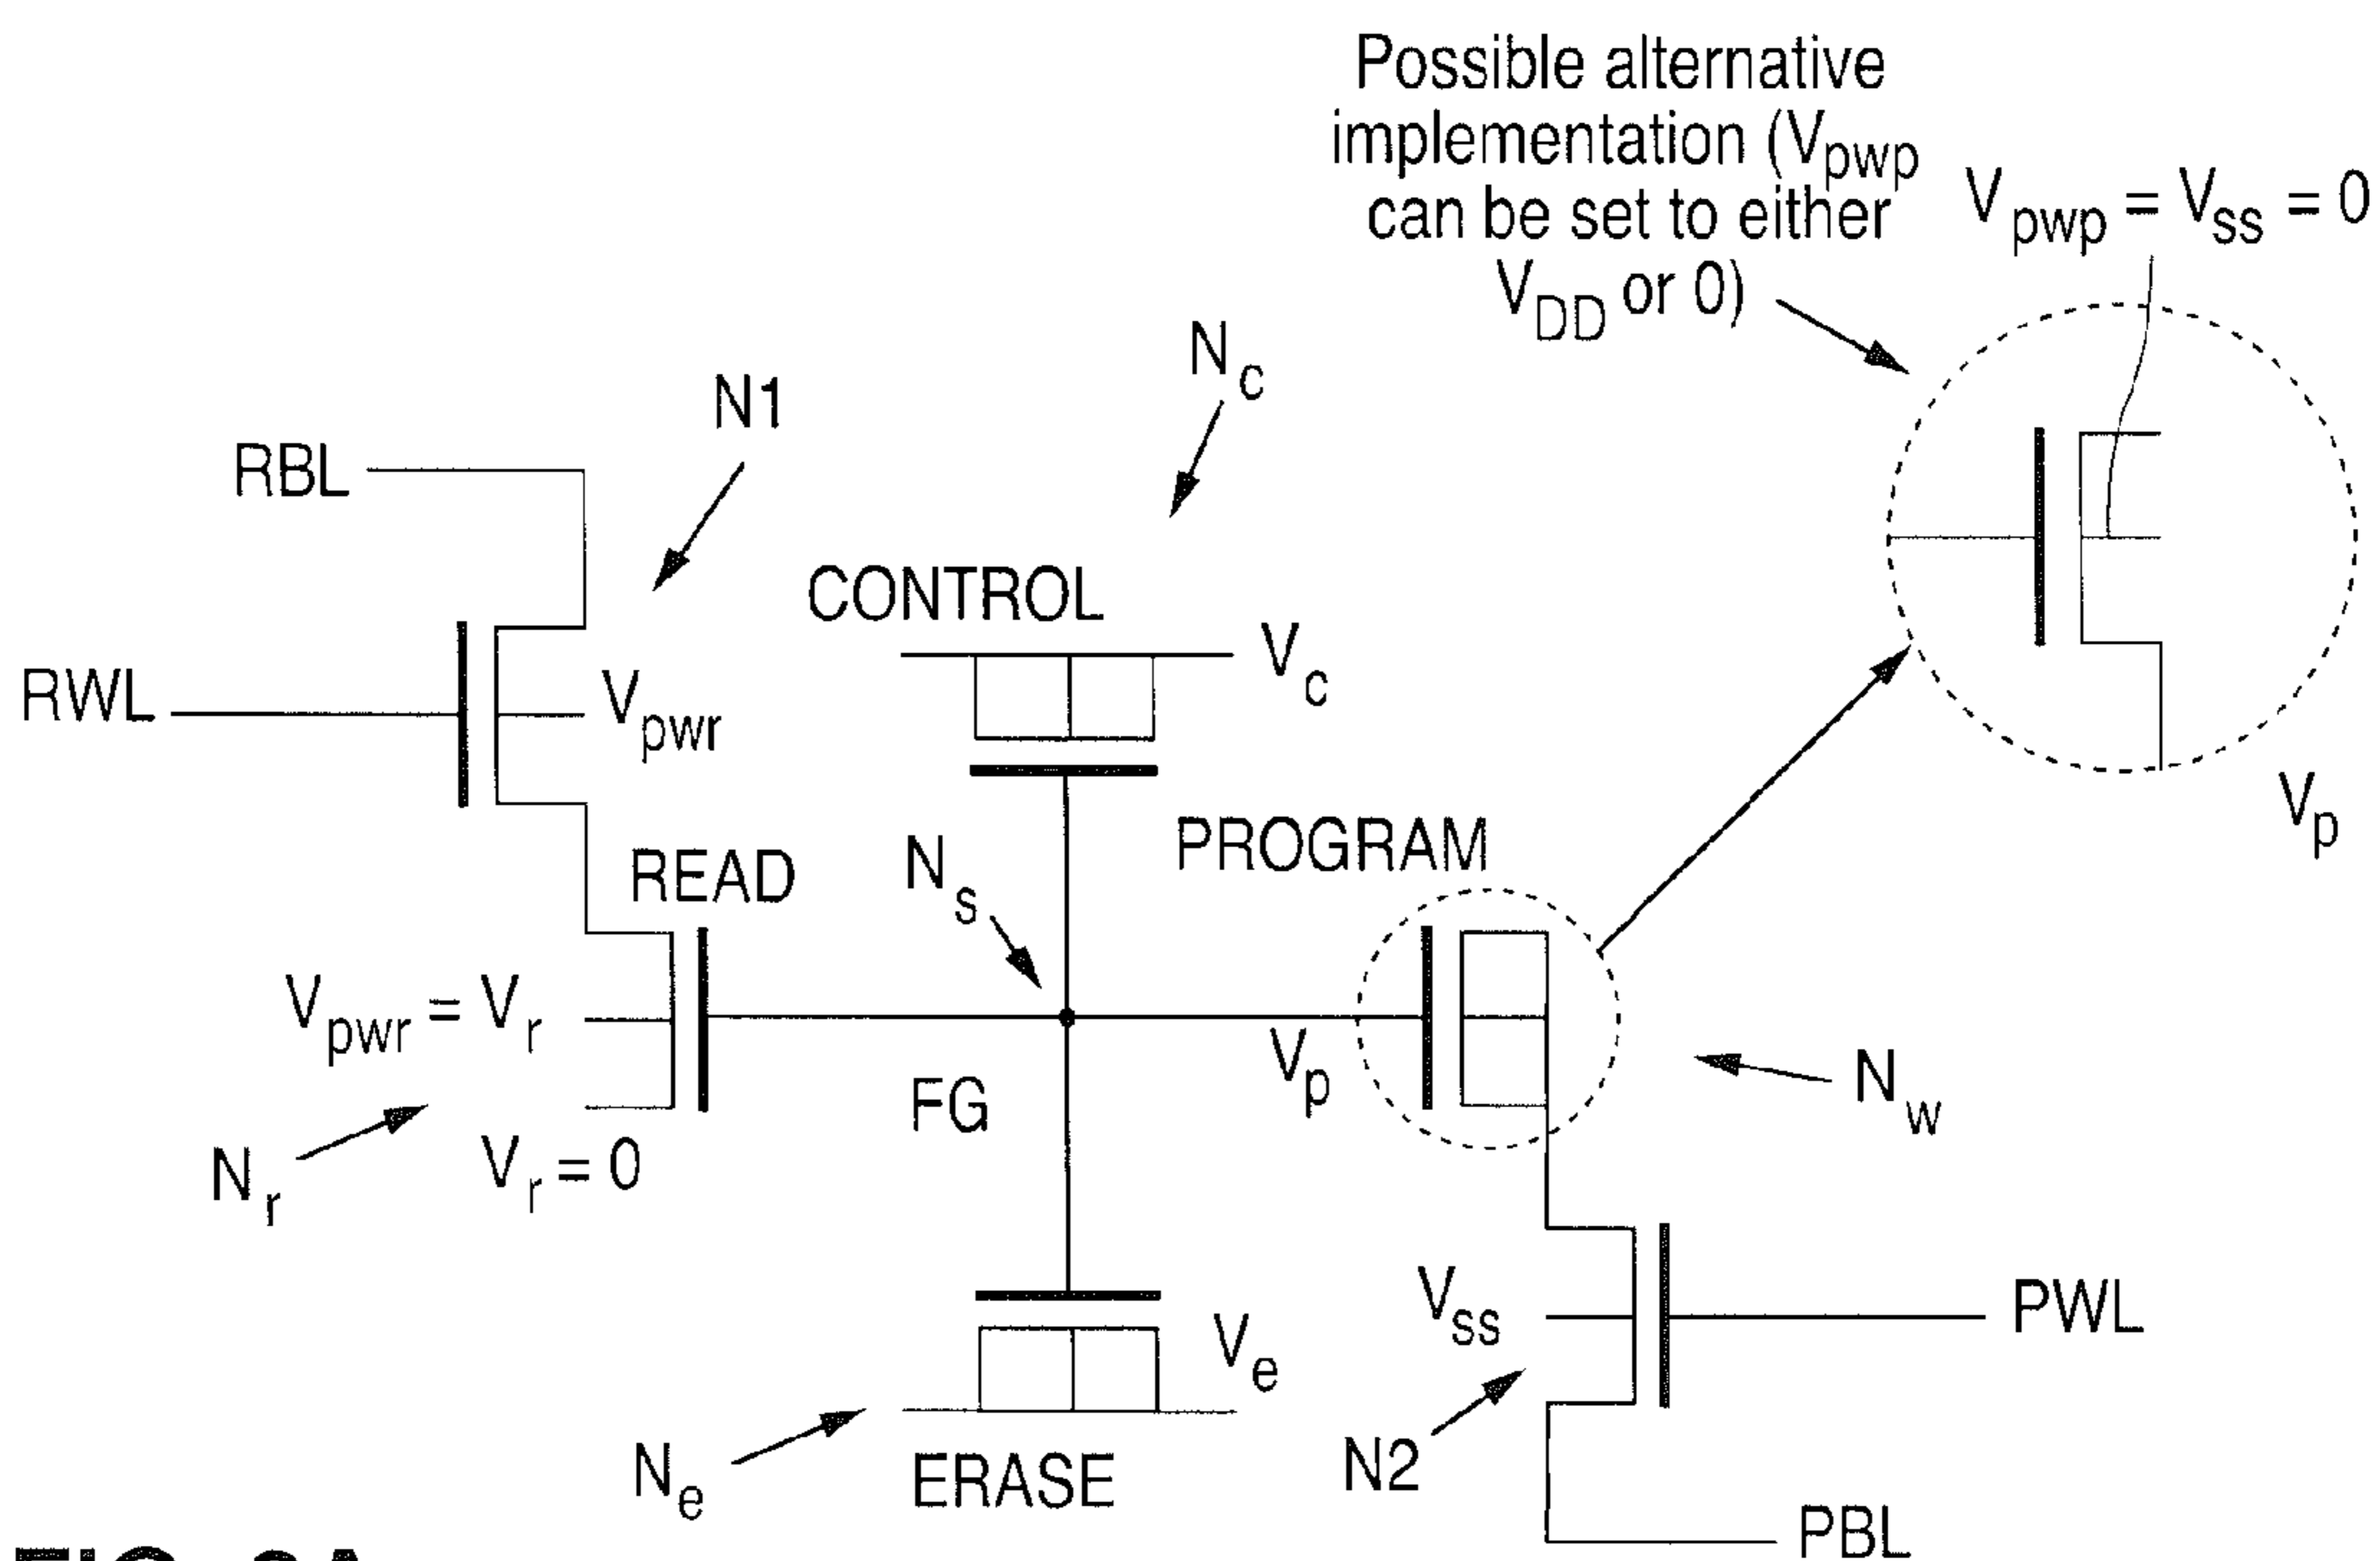 Possible alternative
implementation (Vpwp
can be set to either
VDD or 0)
Vpwp = Vss = 0
Nc
N1
RBL
CONTROL
Vc
RWL
Vpwr
Vp
PROGRAM
READ
Ns
Vpwr = Vr
Vp
Nw
FG
Nr
Vr = 0
Vss
PWL
Ve
Ne
ERASE
N2
PBL